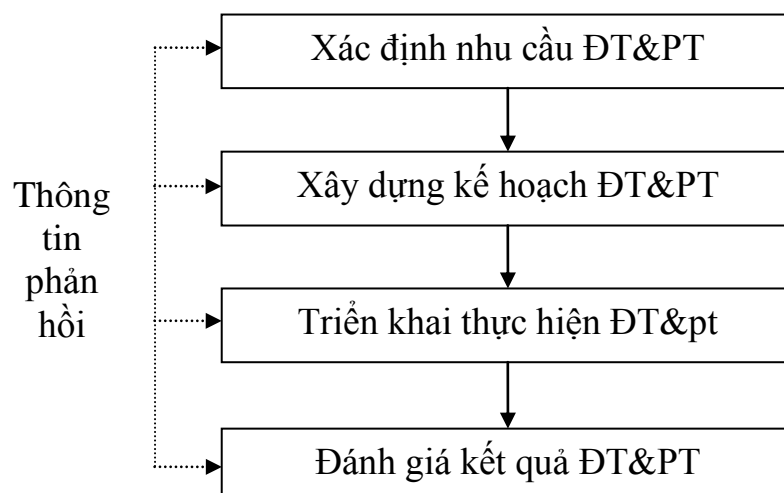 Xác định nhu cầu ĐT&PT
Xây dựng kế hoạch ĐT&PT
Thông
tin
phản
hồi
Triển khai thực hiện ĐT&pt
Đánh giá kết quả ĐT&PT